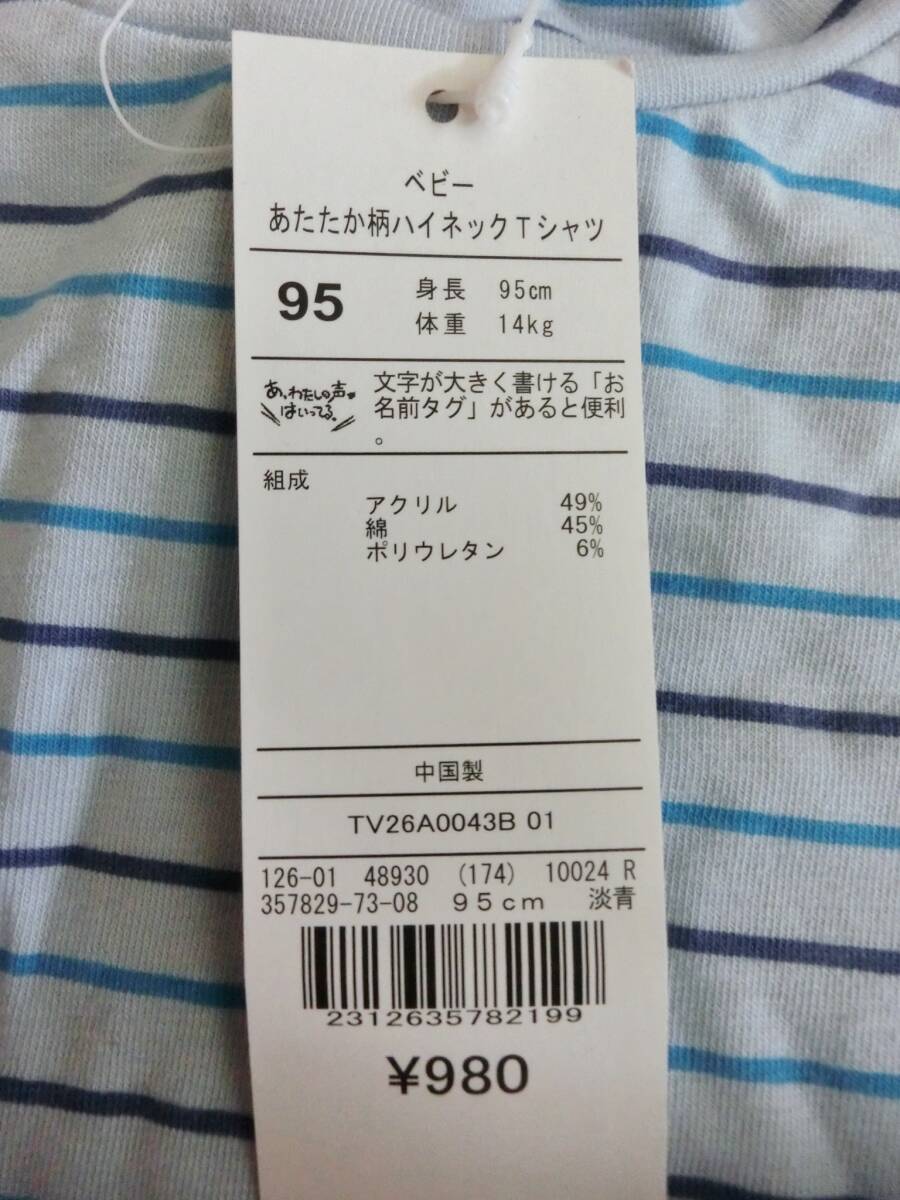 ベビー
あたたか柄ハイネックTシャツ
95
身長 95cm
体重 14kg
あ、わたしの声
はいってる。
文字が大きく書ける「お
名前タグ」があると便利
。
組成
アクリル 49%
綿 45%
ポリウレタン 6%
中国製
TV26A0043B 01
126-01 48930 (174) 10024 R
357829-73-08 95cm 淡青
2312635782199
¥980